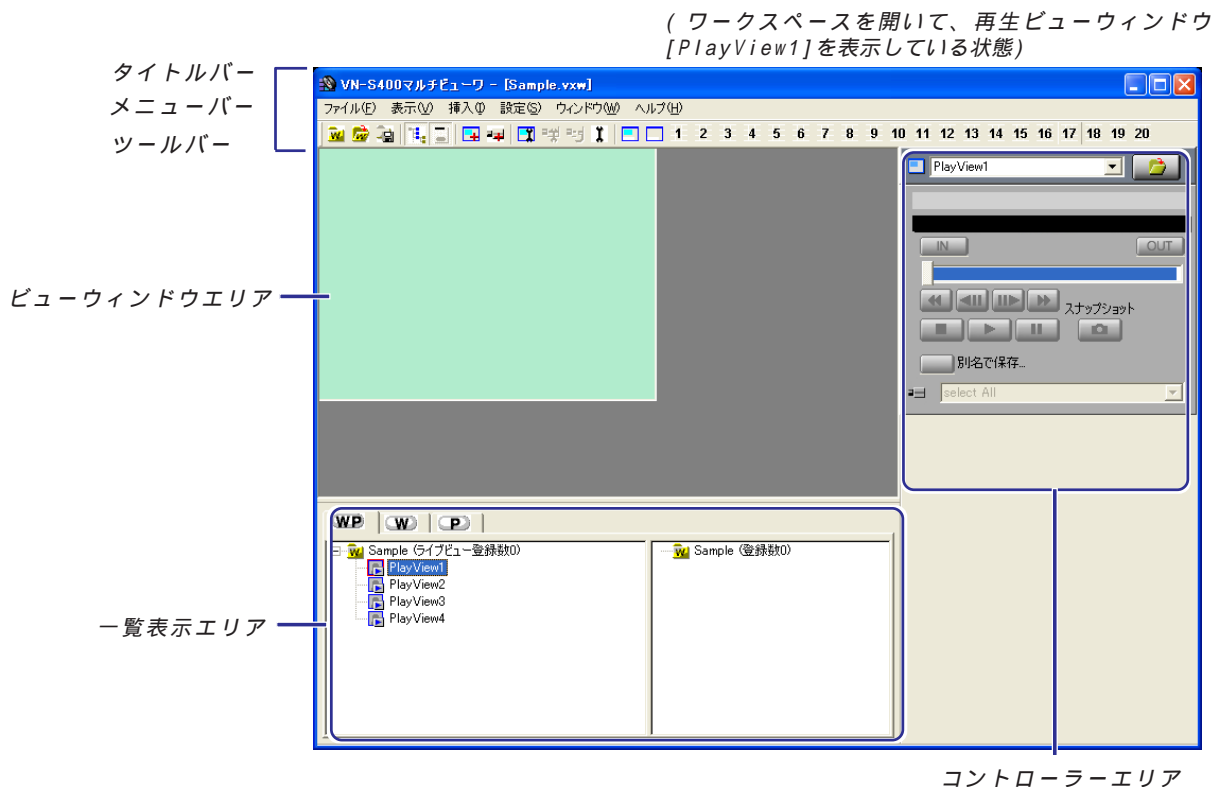 (ワークスペースを開いて、再生ビューウィンドウ
[PlayView1]を表示している状態)
タイトルバー
メニューバー
ツールバー
VN-S400マルチビューワ - [Sample.vxw]
ファイル(F) 表示(V) 挿入(I) 設定(S) ウィンドウ(W) ヘルプ(H)
1 2 3 4 5 6 7 8 9 10 11 12 13 14 15 16 17 18 19 20
PlayView1
IN OUT
ビューウィンドウエリア
スナップショット
別名で保存...
select All
WP W P
Sample (ライブビュー登録数0)
PlayView1
PlayView2
PlayView3
PlayView4
Sample (登録数0)
一覧表示エリア
コントローラーエリア